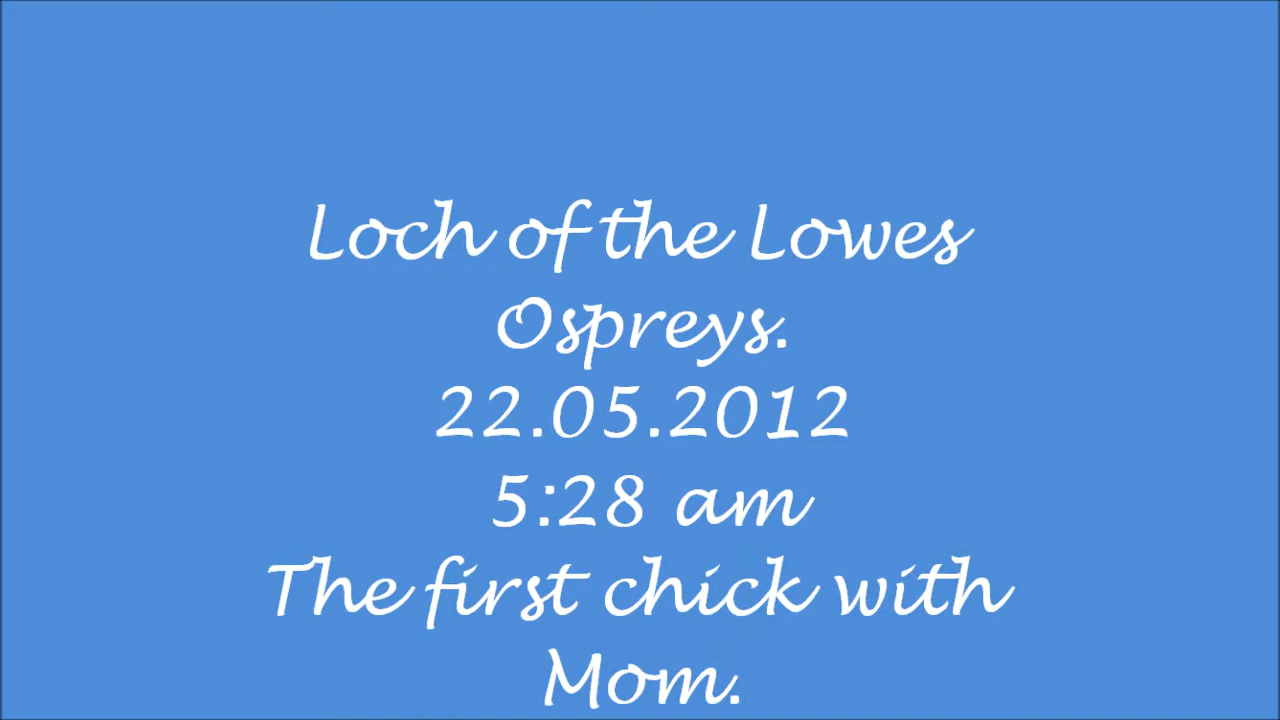 Loch of the Lowes
Ospreys.
22.05.2012
5:28 am
The first chick with
Mom.